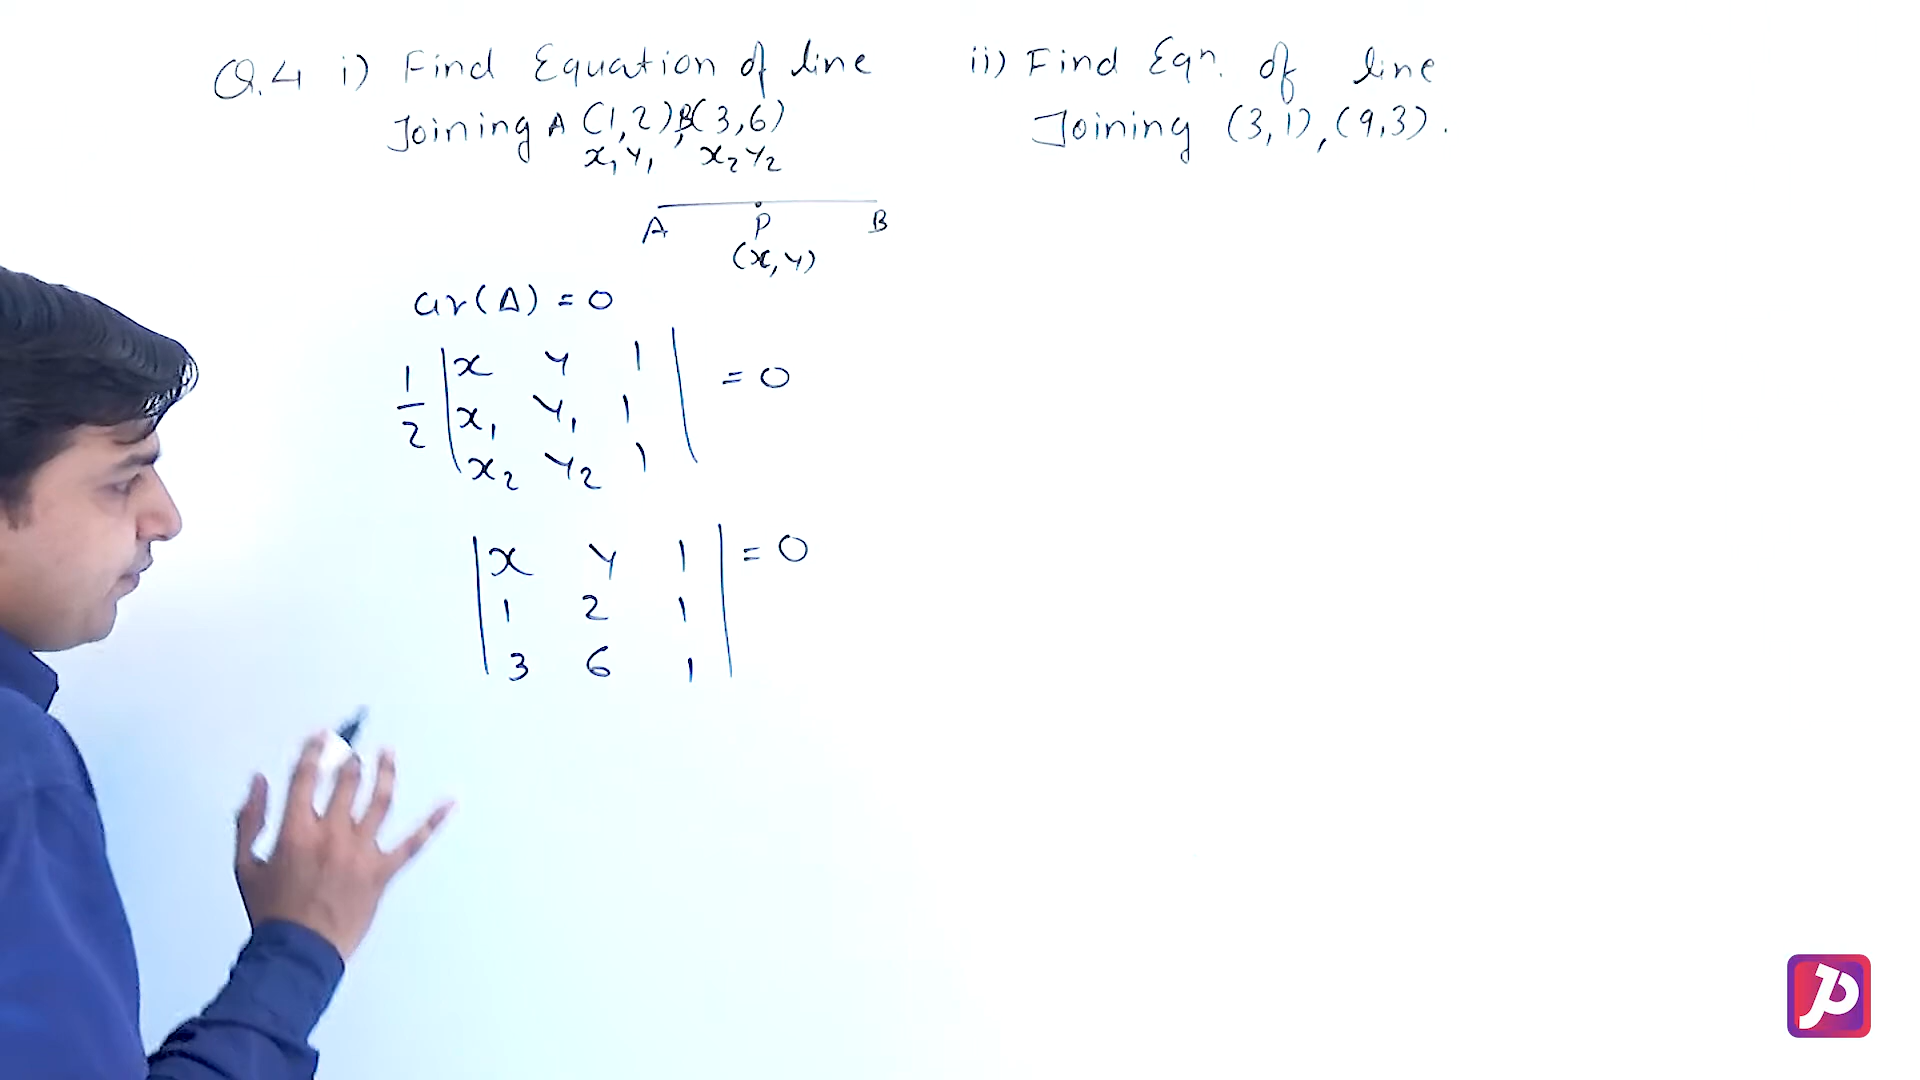 Q.4 i) Find Equation of line
Joining A (1,2), B(3,6)
x₁ y₁ x₂ y₂
A P B
(x, y)
ar(Δ) = 0
1/2 | x y 1 | = 0
| x₁ y₁ 1 |
| x₂ y₂ 1 |
| x y 1 | = 0
| 1 2 1 |
| 3 6 1 |
ii) Find Eqn. of line
Joining (3,1), (9,3).